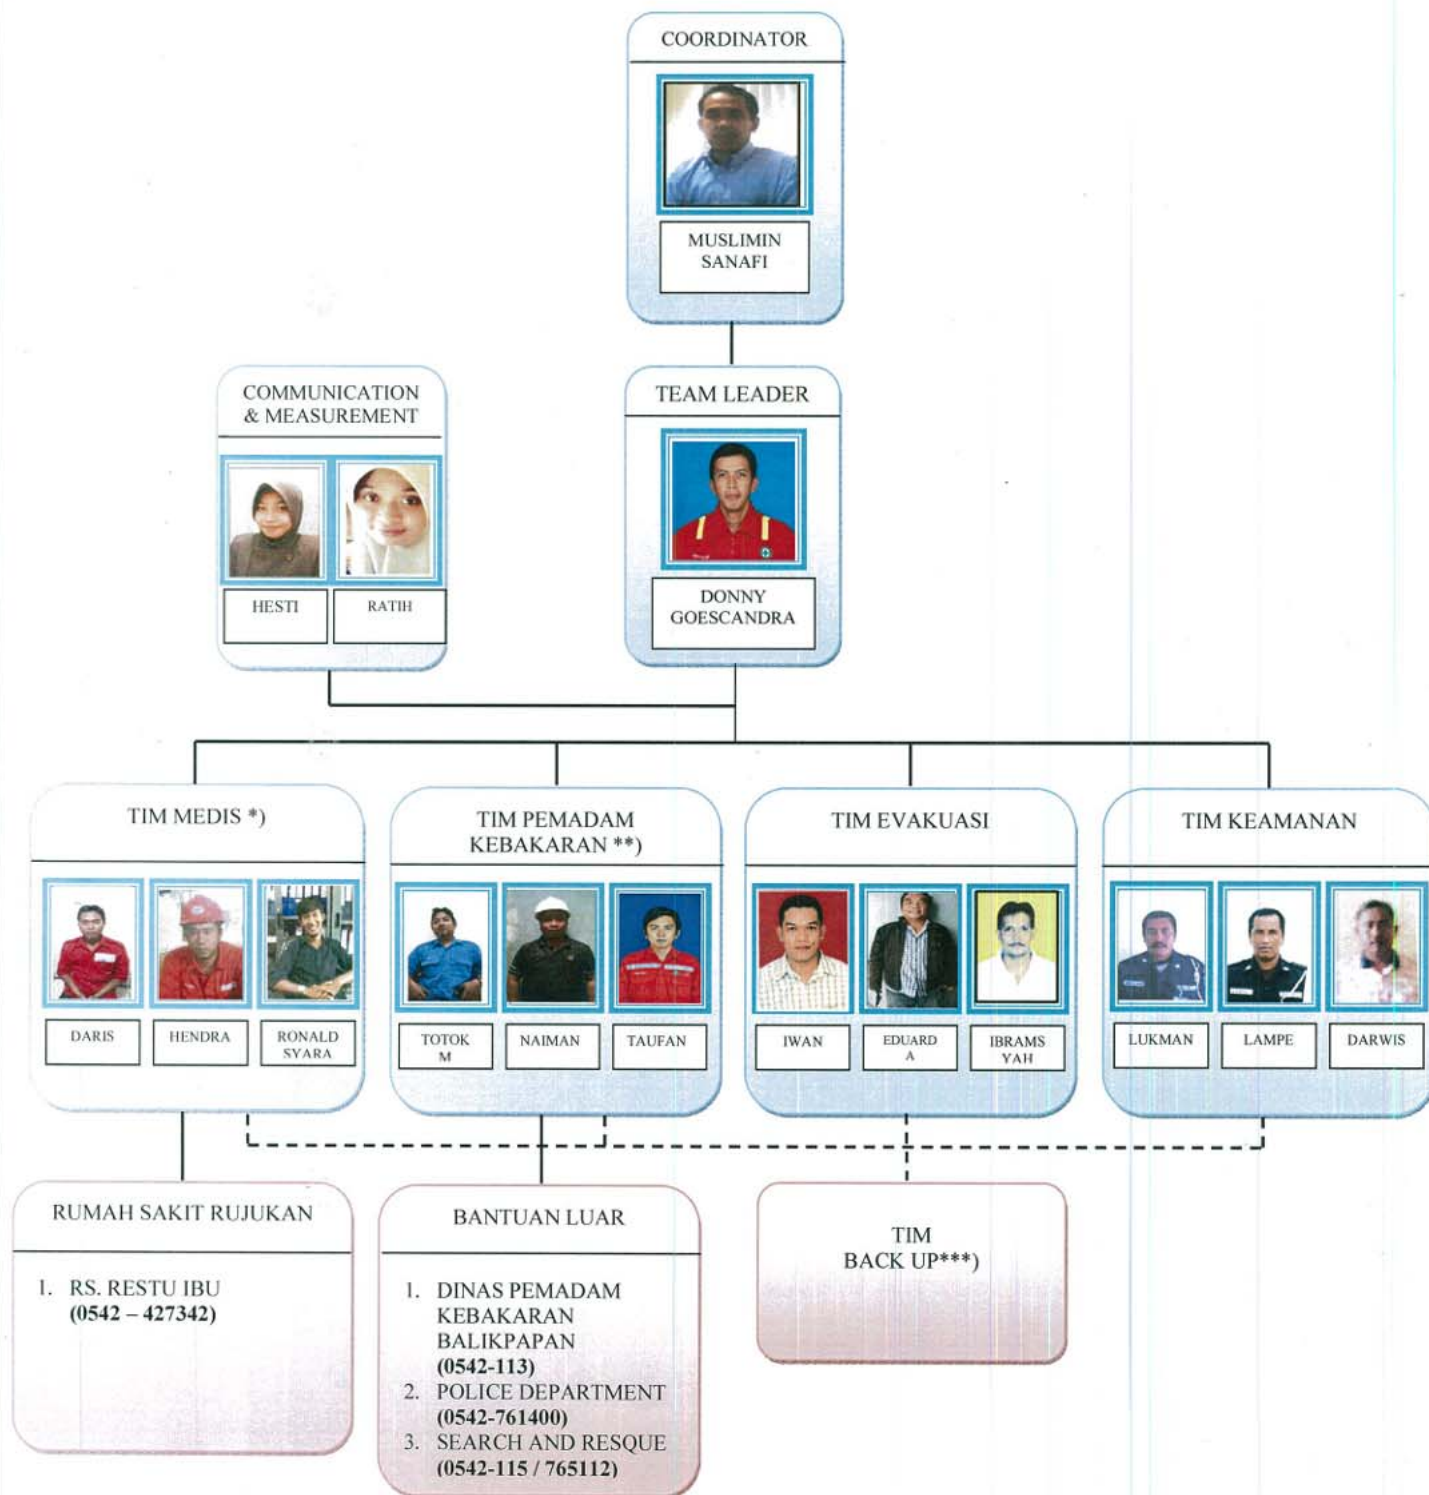 COORDINATOR
MUSLIMIN
SANAFI
COMMUNICATION
& MEASUREMENT
HESTI
RATIH
TEAM LEADER
DONNY
GOESCANDRA
TIM MEDIS *)
DARIS
HENDRA
RONALD
SYARA
TIM PEMADAM
KEBAKARAN **)
TOTOK
M
NAIMAN
TAUFAN
TIM EVAKUASI
IWAN
EDUARD
A
IBRAMS
YAH
TIM KEAMANAN
LUKMAN
LAMPE
DARWIS
RUMAH SAKIT RUJUKAN
1. RS. RESTU IBU
(0542 – 427342)
BANTUAN LUAR
1. DINAS PEMADAM
KEBAKARAN
BALIKPAPAN
(0542-113)
2. POLICE DEPARTMENT
(0542-761400)
3. SEARCH AND RESQUE
(0542-115 / 765112)
TIM
BACK UP***)